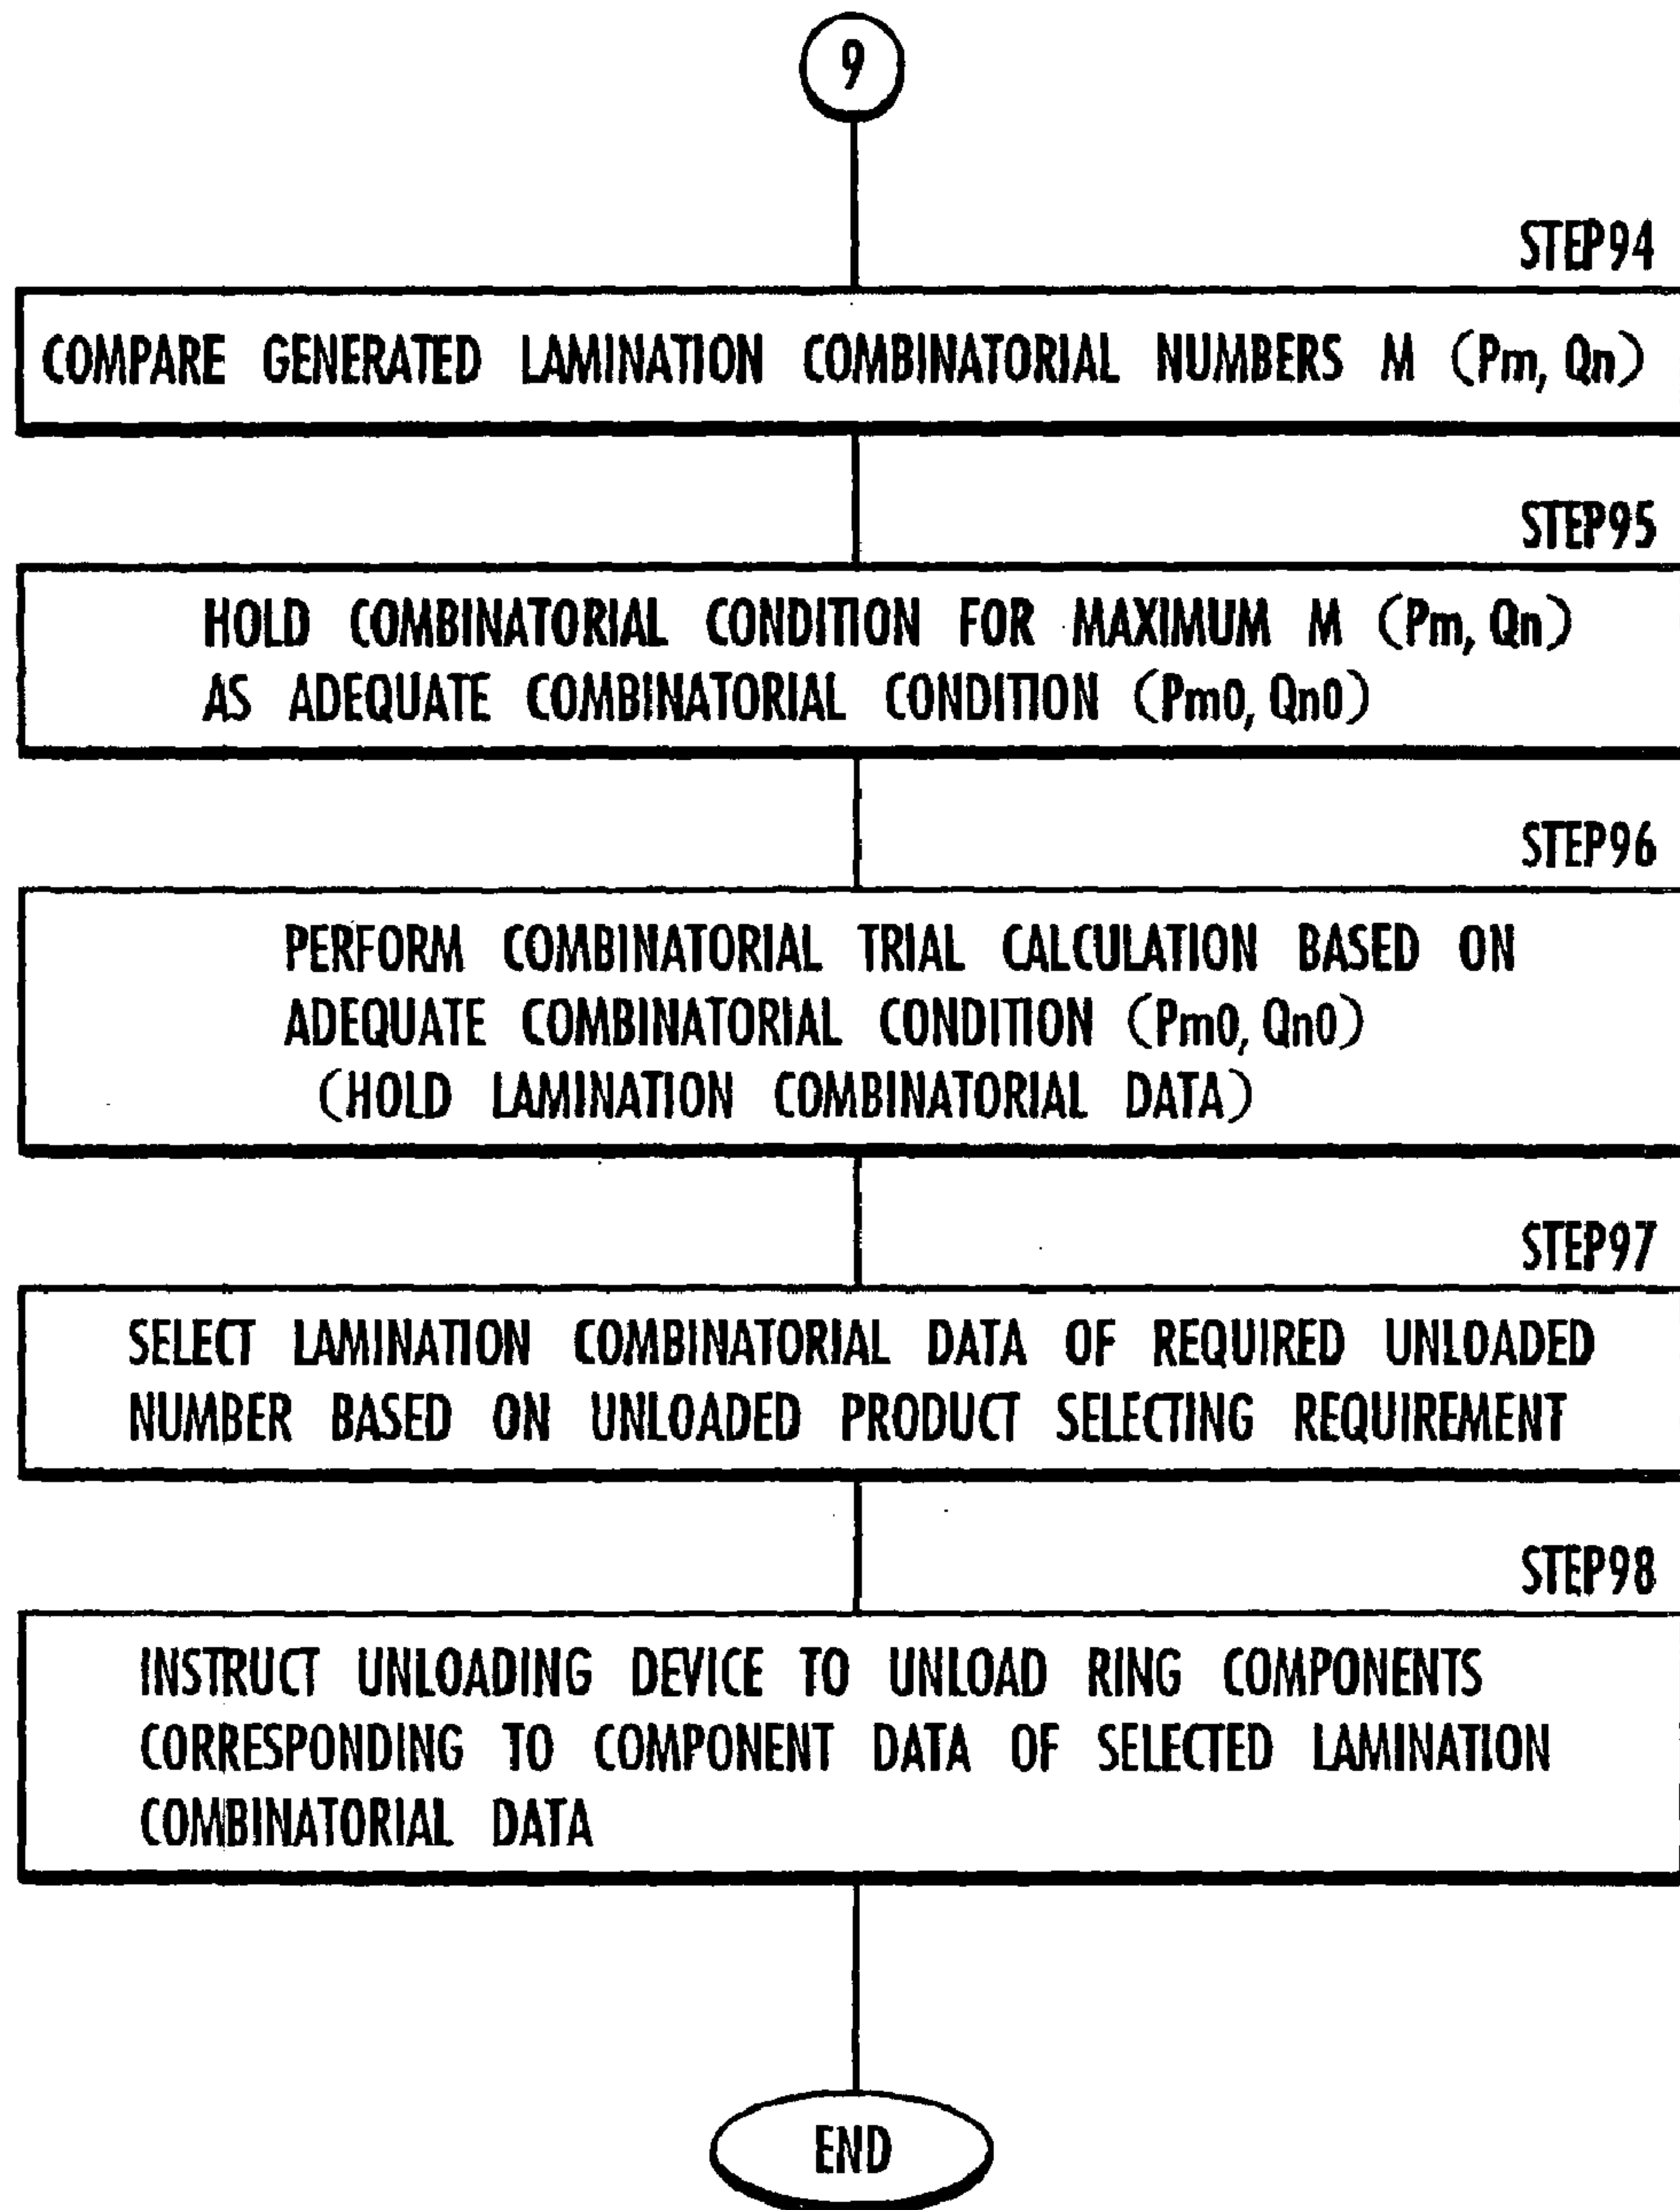 9
STEP94
COMPARE GENERATED LAMINATION COMBINATORIAL NUMBERS M (Pm, Qn)
STEP95
HOLD COMBINATORIAL CONDITION FOR MAXIMUM M (Pm, Qn)
AS ADEQUATE COMBINATORIAL CONDITION (Pm0, Qn0)
STEP96
PERFORM COMBINATORIAL TRIAL CALCULATION BASED ON
ADEQUATE COMBINATORIAL CONDITION (Pm0, Qn0)
(HOLD LAMINATION COMBINATORIAL DATA)
STEP97
SELECT LAMINATION COMBINATORIAL DATA OF REQUIRED UNLOADED
NUMBER BASED ON UNLOADED PRODUCT SELECTING REQUIREMENT
STEP98
INSTRUCT UNLOADING DEVICE TO UNLOAD RING COMPONENTS
CORRESPONDING TO COMPONENT DATA OF SELECTED LAMINATION
COMBINATORIAL DATA
END